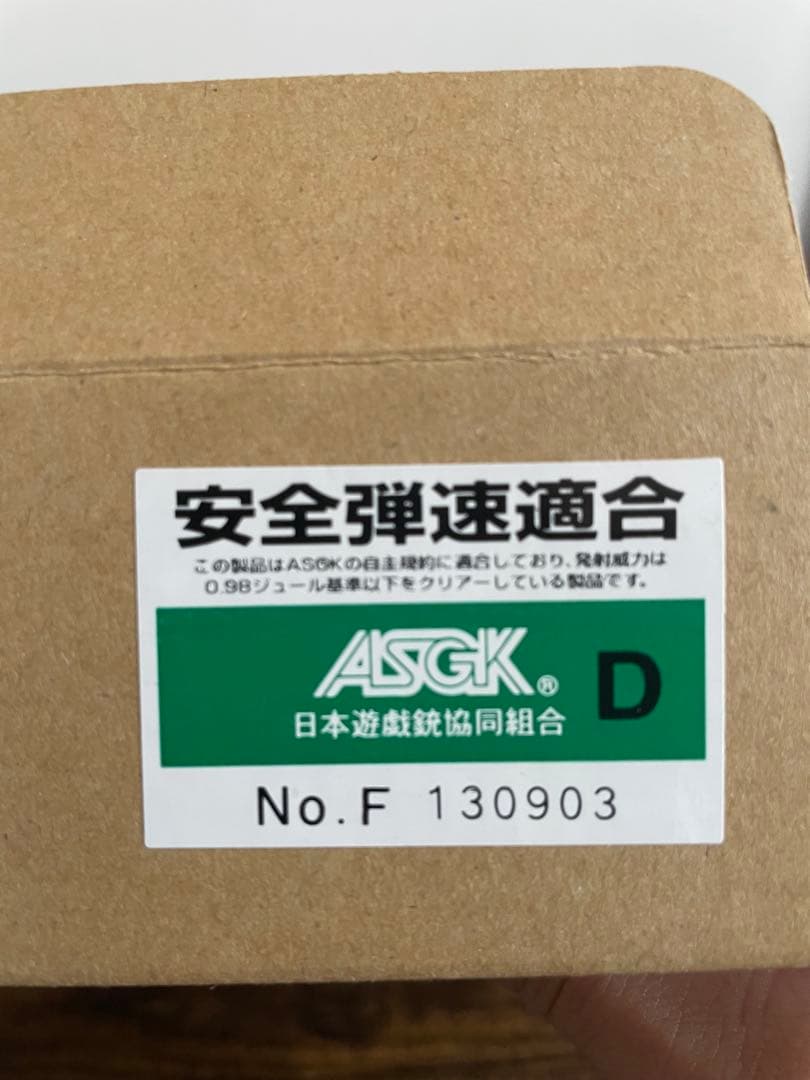 安全弾速適合
この製品はASGKの自主規約に適合しており、発射威力は
0.98ジュール基準以下をクリアーしている製品です。
ASGK® D
日本遊戯銃協同組合
No.F 130903